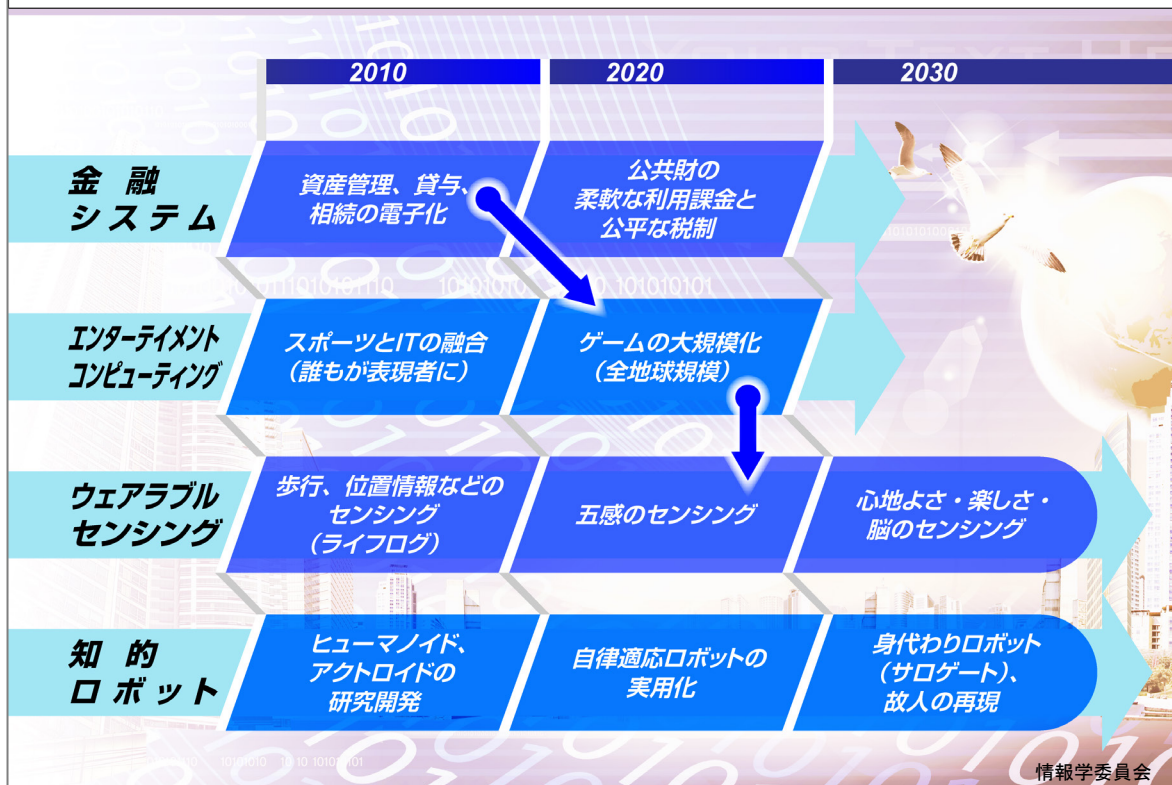 2010
2020
2030
金融
システム
資産管理、貸与、
相続の電子化
公共財の
柔軟な利用課金と
公平な税制
エンターテイメント
コンピューティング
スポーツとITの融合
（誰もが表現者に）
ゲームの大規模化
（全地球規模）
ウェアラブル
センシング
歩行、位置情報などの
センシング
（ライフログ）
五感のセンシング
心地よさ・楽しさ・
脳のセンシング
知的
ロボット
ヒューマノイド、
アクトロイドの
研究開発
自律適応ロボットの
実用化
身代わりロボット
（サロゲート）、
故人の再現
情報学委員会